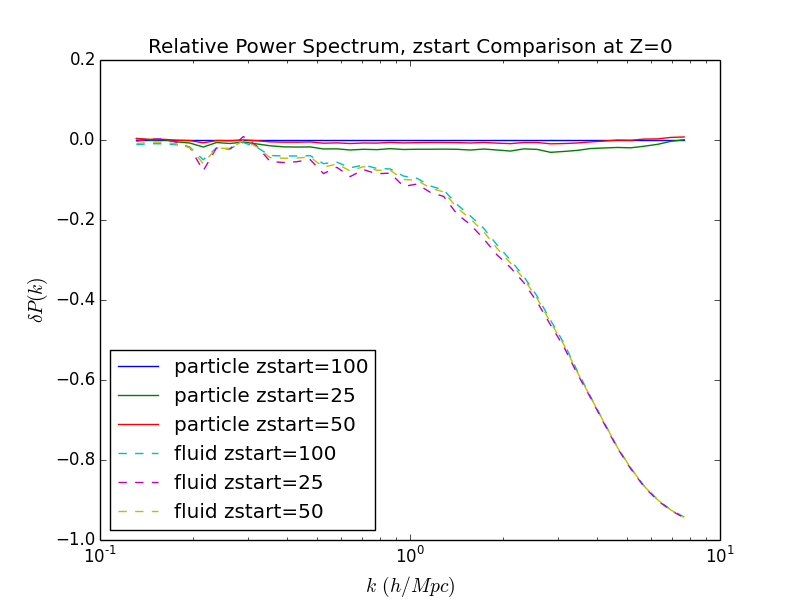 Relative Power Spectrum, zstart Comparison at Z=0
0.2
0.0
−0.2
−0.4
−0.6
−0.8
−1.0
δP(k)
particle zstart=100
particle zstart=25
particle zstart=50
fluid zstart=100
fluid zstart=25
fluid zstart=50
10⁻¹
10⁰
10¹
k (h/Mpc)